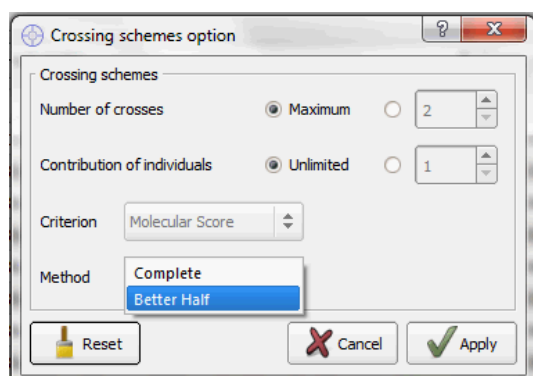 Crossing schemes option
?
Crossing schemes
Number of crosses Maximum 2
Contribution of individuals Unlimited 1
Criterion Molecular Score
Method Complete
Better Half
Reset Cancel Apply